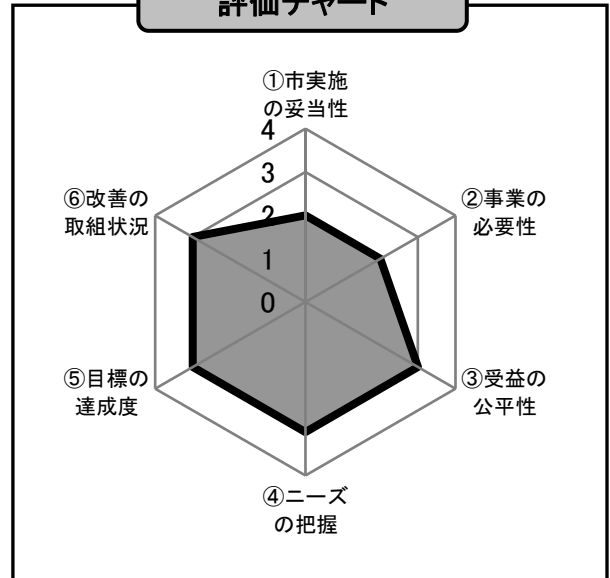 評価チャート
①市実施
の妥当性
4
3
2
1
0
②事業の
必要性
③受益の
公平性
④ニーズ
の把握
⑤目標の
達成度
⑥改善の
取組状況